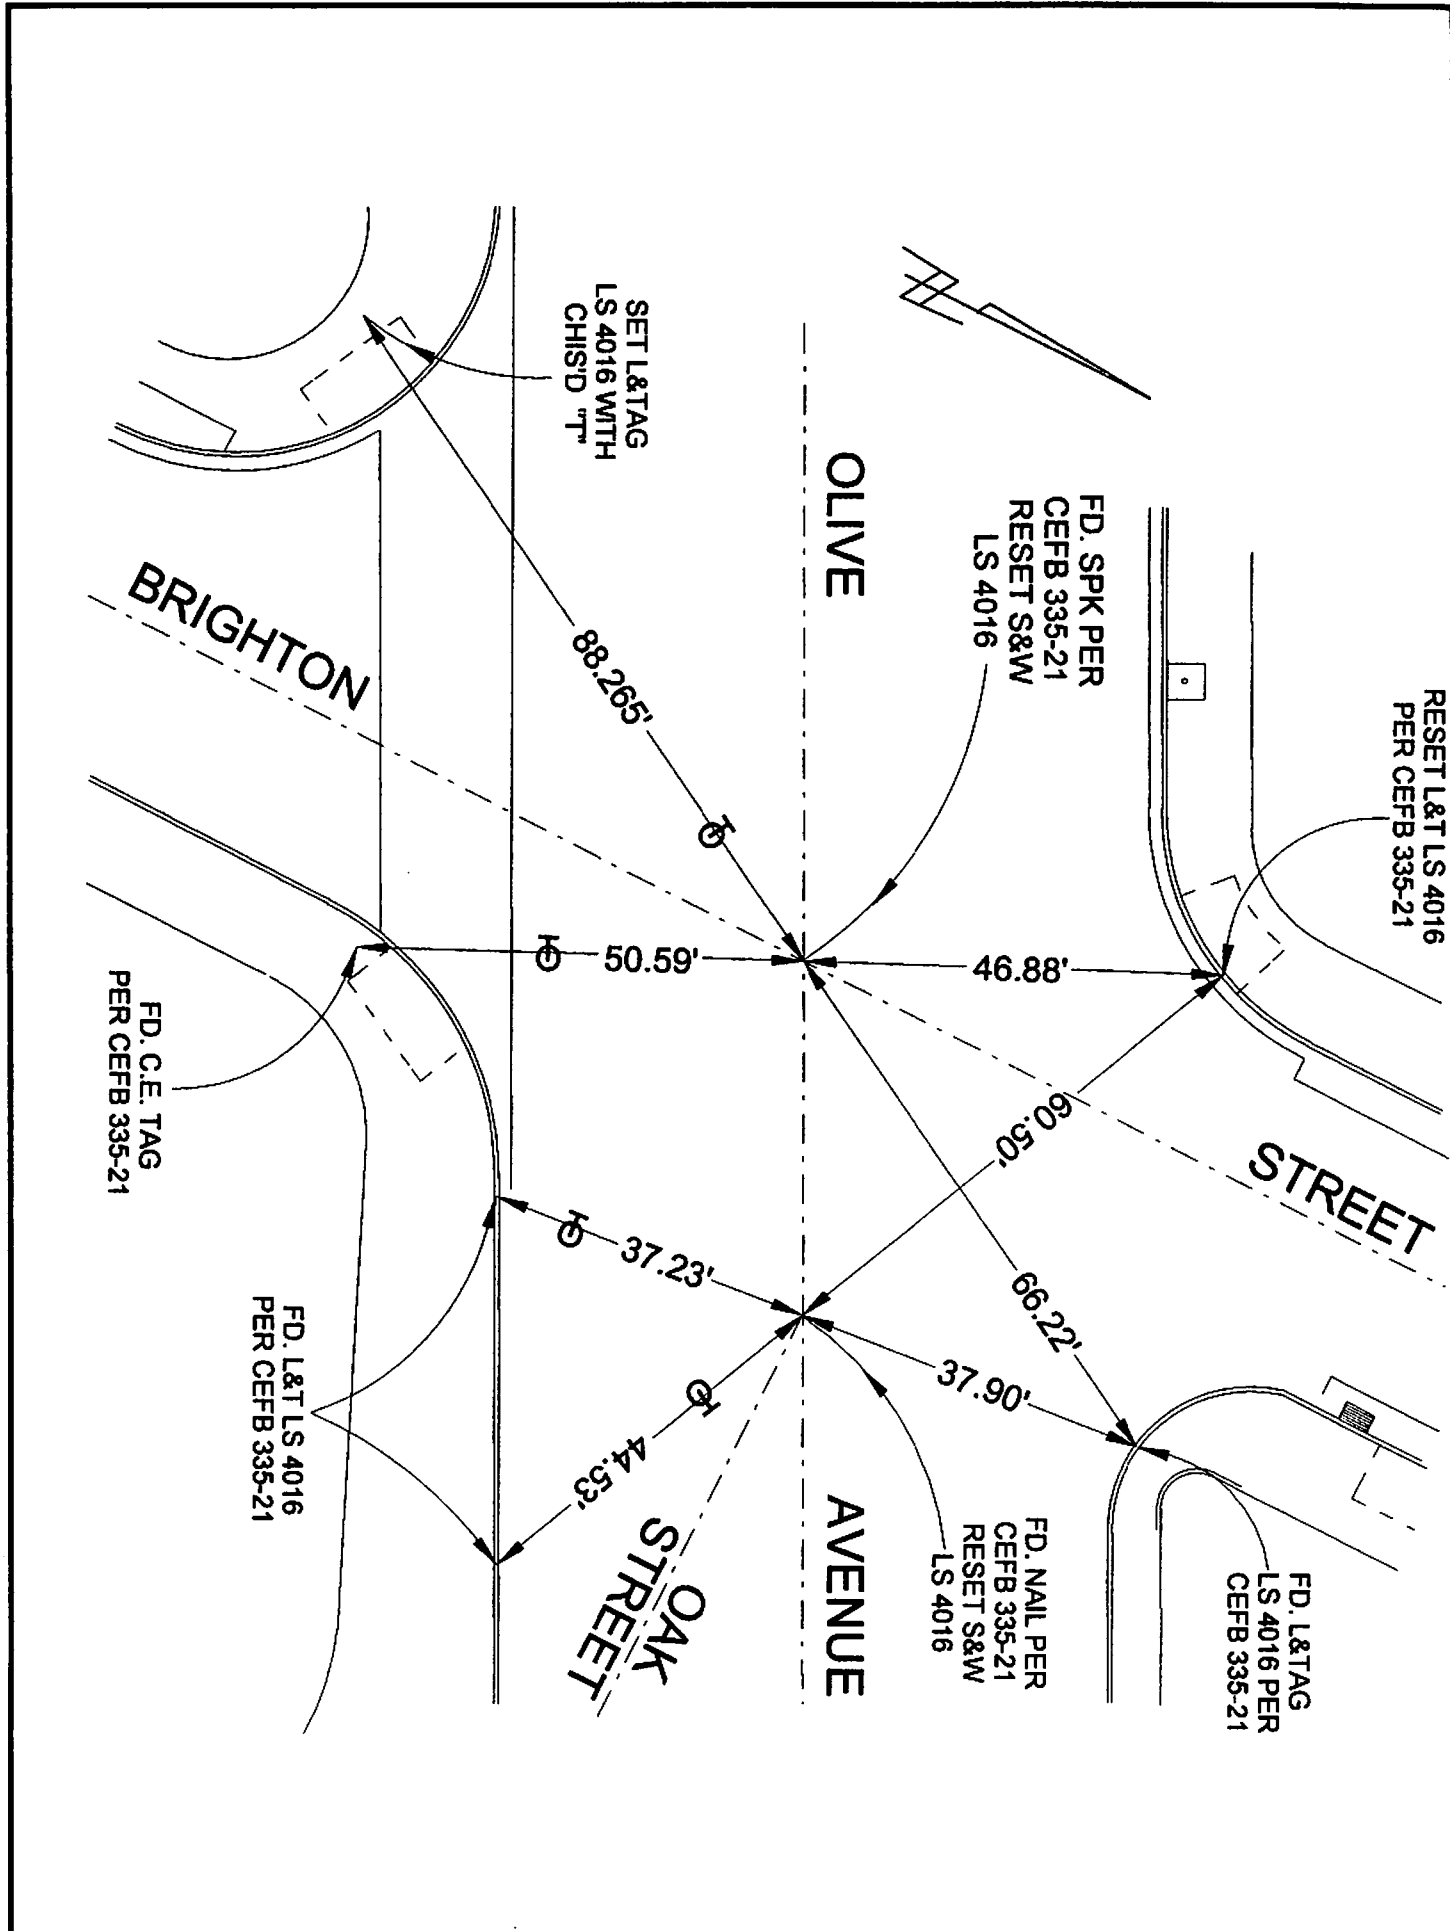 RESET L&T LS 4016
PER CEFB 335-21
FD. SPK PER
CEFB 335-21
RESET S&W
LS 4016
OLIVE
SET L&TAG
LS 4016 WITH
CHIS'D "T"
BRIGHTON
88.265'
50.59'
46.88'
60.50'
STREET
66.22'
37.23'
37.90'
44.53'
FD. C.E. TAG
PER CEFB 335-21
FD. L&T LS 4016
PER CEFB 335-21
OAK
STREET
AVENUE
FD. NAIL PER
CEFB 335-21
RESET S&W
LS 4016
FD. L&TAG
LS 4016 PER
CEFB 335-21